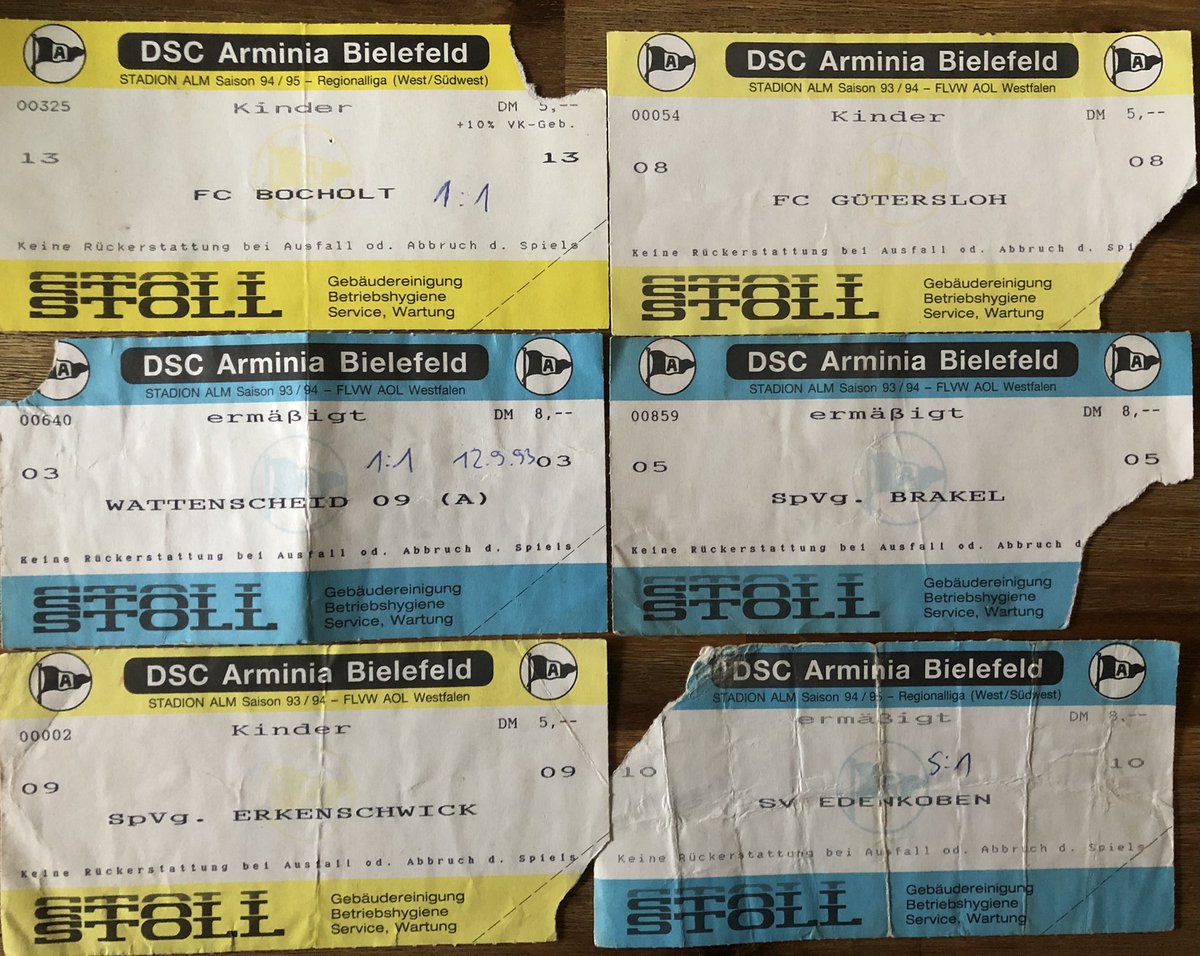 A
DSC Arminia Bielefeld
STADION ALM Saison 94/95 – Regionalliga (West/Südwest)
00325 Kinder DM 5,--
+10% VK-Geb.
13 13
FC BOCHOLT 1:1
Keine Rückerstattung bei Ausfall od. Abbruch d. Spiels
STOLL
Gebäudereinigung
Betriebshygiene
Service, Wartung
A DSC Arminia Bielefeld A
STADION ALM Saison 93/94 – FLVW AOL Westfalen
00054 Kinder DM 5,--
08 08
FC GÜTERSLOH
Keine Rückerstattung bei Ausfall od. Abbruch d. Spi
STOLL
Gebäudereinigung
Betriebshygiene
Service, Wartung
A DSC Arminia Bielefeld A
STADION ALM Saison 93/94 – FLVW AOL Westfalen
00640 ermäßigt DM 8,--
03 1:1 12.9.93 03
WATTENSCHEID 09 (A)
Keine Rückerstattung bei Ausfall od. Abbruch d. Spiels
STOLL
Gebäudereinigung
Betriebshygiene
Service, Wartung
A DSC Arminia Bielefeld A
STADION ALM Saison 93/94 – FLVW AOL Westfalen
00859 ermäßigt DM 8,--
05 05
SpVg. BRAKEL
Keine Rückerstattung bei Ausfall od. Abbruch d
STOLL
Gebäudereinigung
Betriebshygiene
Service, Wartung
A DSC Arminia Bielefeld A
STADION ALM Saison 93/94 – FLVW AOL Westfalen
00002 Kinder DM 5,--
09 09
SpVg. ERKENSCHWICK
Keine Rückerstattung bei Ausfall od. Abbruch d. Spiels
STOLL
Gebäudereinigung
Betriebshygiene
Service, Wartung
DSC Arminia Bielefeld A
STADION ALM Saison 94/95 – Regionalliga (West/Südwest)
ermäßigt DM 8,--
10 5:1 10
SV EDENKOBEN
Keine Rückerstattung bei Ausfall od. Abbruch d. Spiels
STOLL
Gebäudereinigung
Betriebshygiene
Service, Wartung